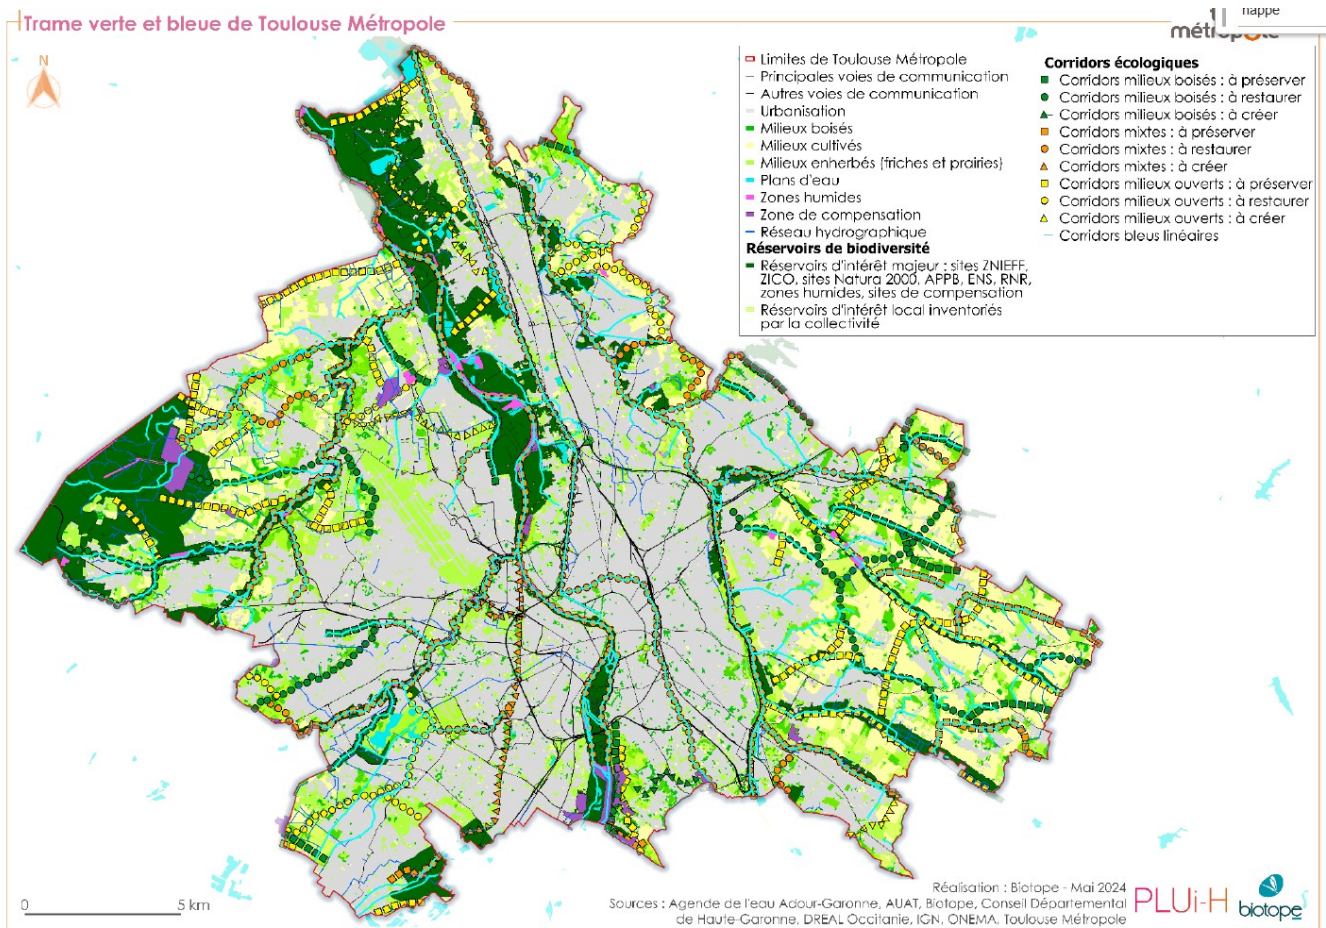 Trame verte et bleue de Toulouse Métropole
nappe
métropole
N
Limites de Toulouse Métropole
Principales voies de communication
Autres voies de communication
Urbanisation
Milieux boisés
Milieux cultivés
Milieux enherbés (friches et prairies)
Plans d'eau
Zones humides
Zone de compensation
Réseau hydrographique
Réservoirs de biodiversité
Réservoirs d'intérêt majeur : sites ZNIEFF,
ZICO, sites Natura 2000, APPB, ENS, RNR,
zones humides, sites de compensation
Réservoirs d'intérêt local inventoriés
par la collectivité
Corridors écologiques
Corridors milieux boisés : à préserver
Corridors milieux boisés : à restaurer
Corridors milieux boisés : à créer
Corridors mixtes : à préserver
Corridors mixtes : à restaurer
Corridors mixtes : à créer
Corridors milieux ouverts : à préserver
Corridors milieux ouverts : à restaurer
Corridors milieux ouverts : à créer
Corridors bleus linéaires
0 5 km
Réalisation : Biotope - Mai 2024
Sources : Agende de l'eau Adour-Garonne, AUAT, Biotope, Conseil Départemental
de Haute-Garonne, DREAL Occitanie, IGN, ONEMA, Toulouse Métropole
PLUi-H
biotope